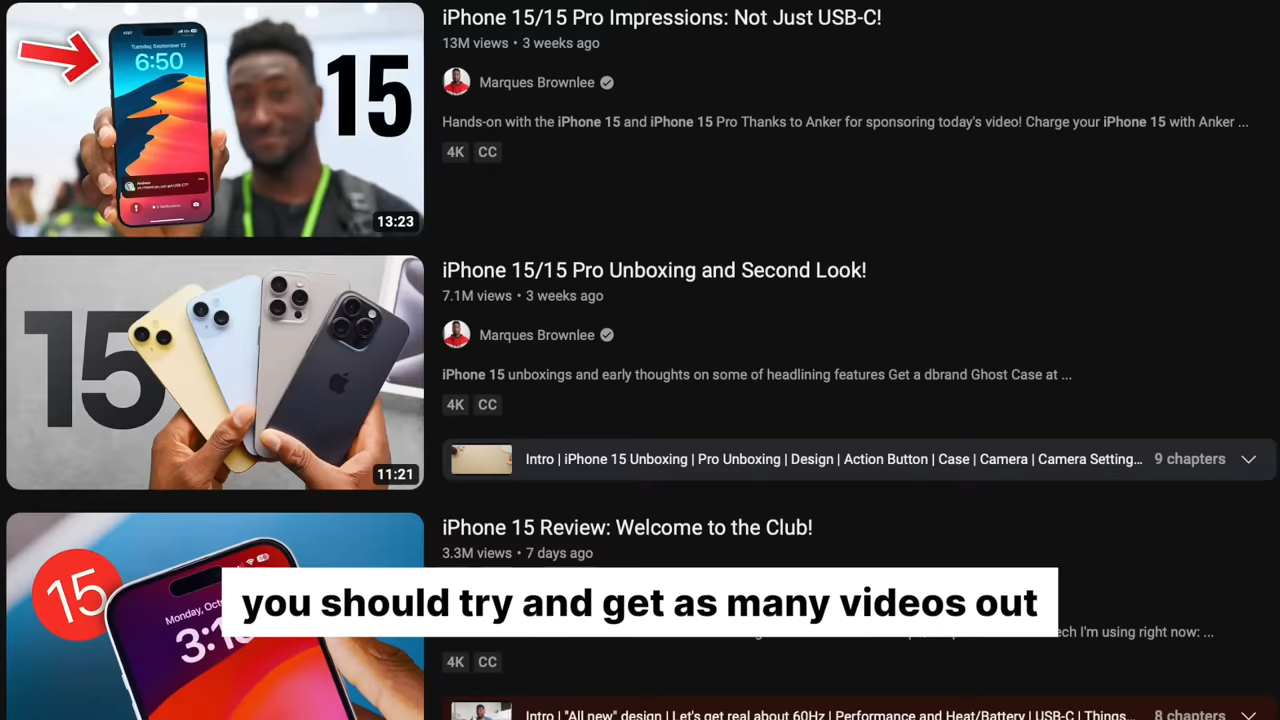 Tuesday, September 12
6:50
15
13:23
iPhone 15/15 Pro Impressions: Not Just USB-C!
13M views • 3 weeks ago
Marques Brownlee
Hands-on with the iPhone 15 and iPhone 15 Pro Thanks to Anker for sponsoring today's video! Charge your iPhone 15 with Anker ...
4K CC
15
11:21
iPhone 15/15 Pro Unboxing and Second Look!
7.1M views • 3 weeks ago
Marques Brownlee
iPhone 15 unboxings and early thoughts on some of headlining features Get a dbrand Ghost Case at ...
4K CC
Intro | iPhone 15 Unboxing | Pro Unboxing | Design | Action Button | Case | Camera | Camera Setting... 9 chapters
15
Monday,
iPhone 15 Review: Welcome to the Club!
3.3M views • 7 days ago
you should try and get as many videos out
I'm using right now: ...
4K CC
Intro | "All new" design | Let's get real about 60Hz | Performance and Heat/Battery | USB-C | Things... 8 chapters